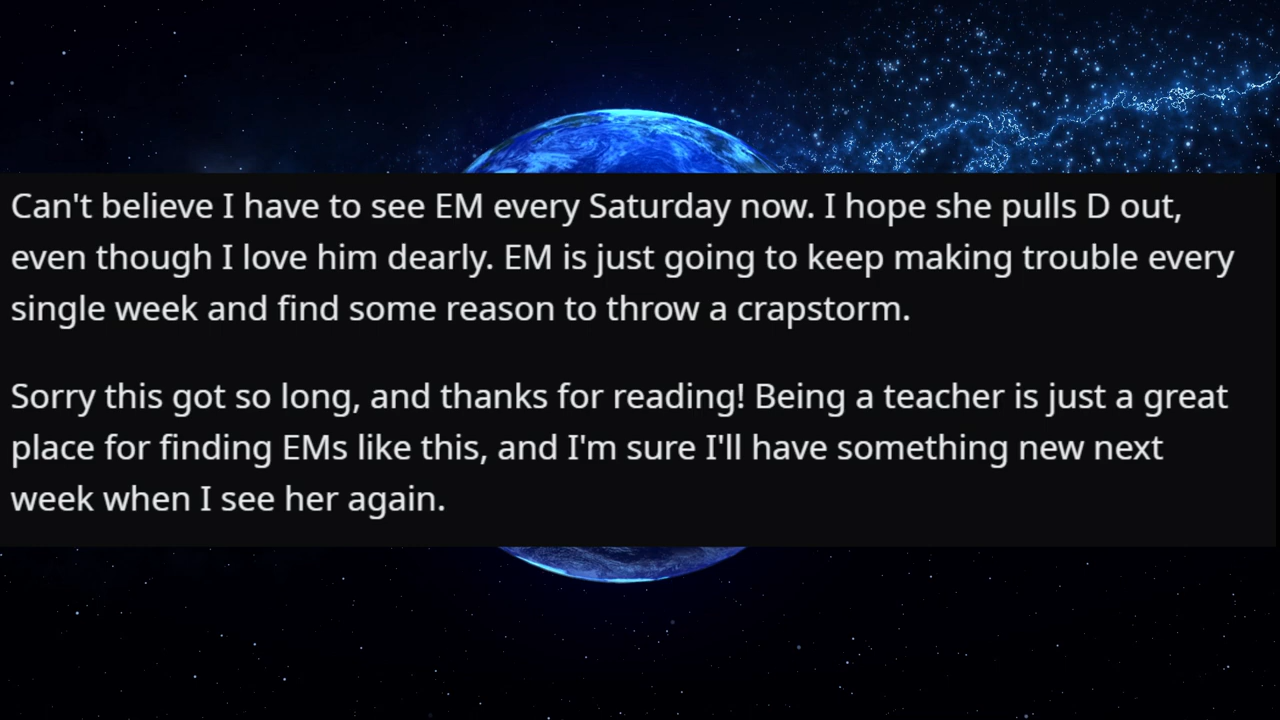 Can't believe I have to see EM every Saturday now. I hope she pulls D out,
even though I love him dearly. EM is just going to keep making trouble every
single week and find some reason to throw a crapstorm.
Sorry this got so long, and thanks for reading! Being a teacher is just a great
place for finding EMs like this, and I'm sure I'll have something new next
week when I see her again.